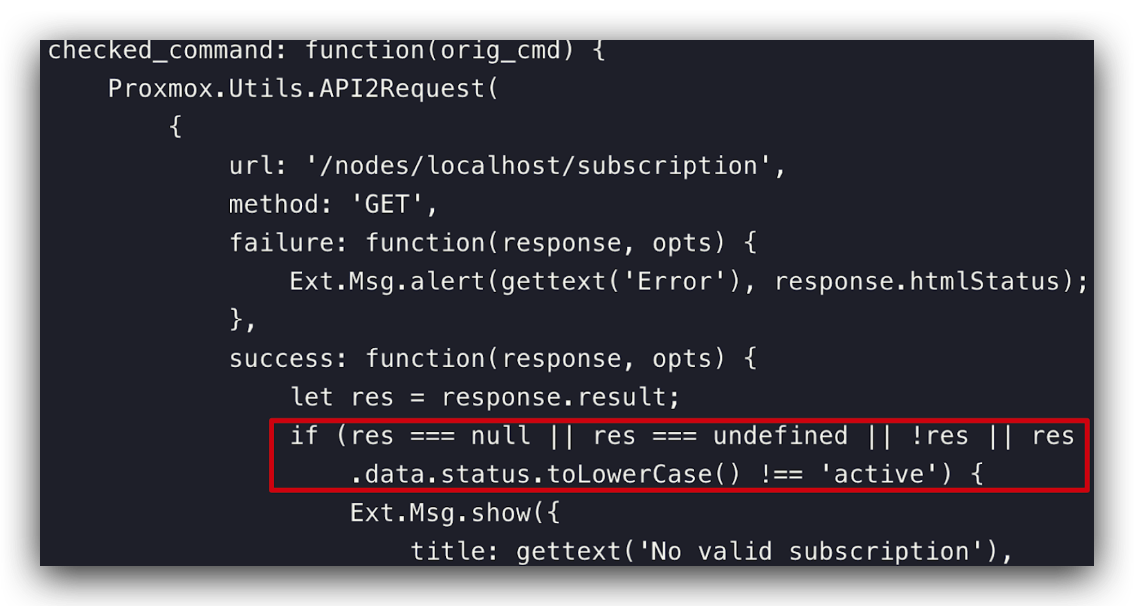 checked_command: function(orig_cmd) {
    Proxmox.Utils.API2Request(
        {
            url: '/nodes/localhost/subscription',
            method: 'GET',
            failure: function(response, opts) {
                Ext.Msg.alert(gettext('Error'), response.htmlStatus);
            },
            success: function(response, opts) {
                let res = response.result;
                if (res === null || res === undefined || !res || res
                    .data.status.toLowerCase() !== 'active') {
                    Ext.Msg.show({
                        title: gettext('No valid subscription'),